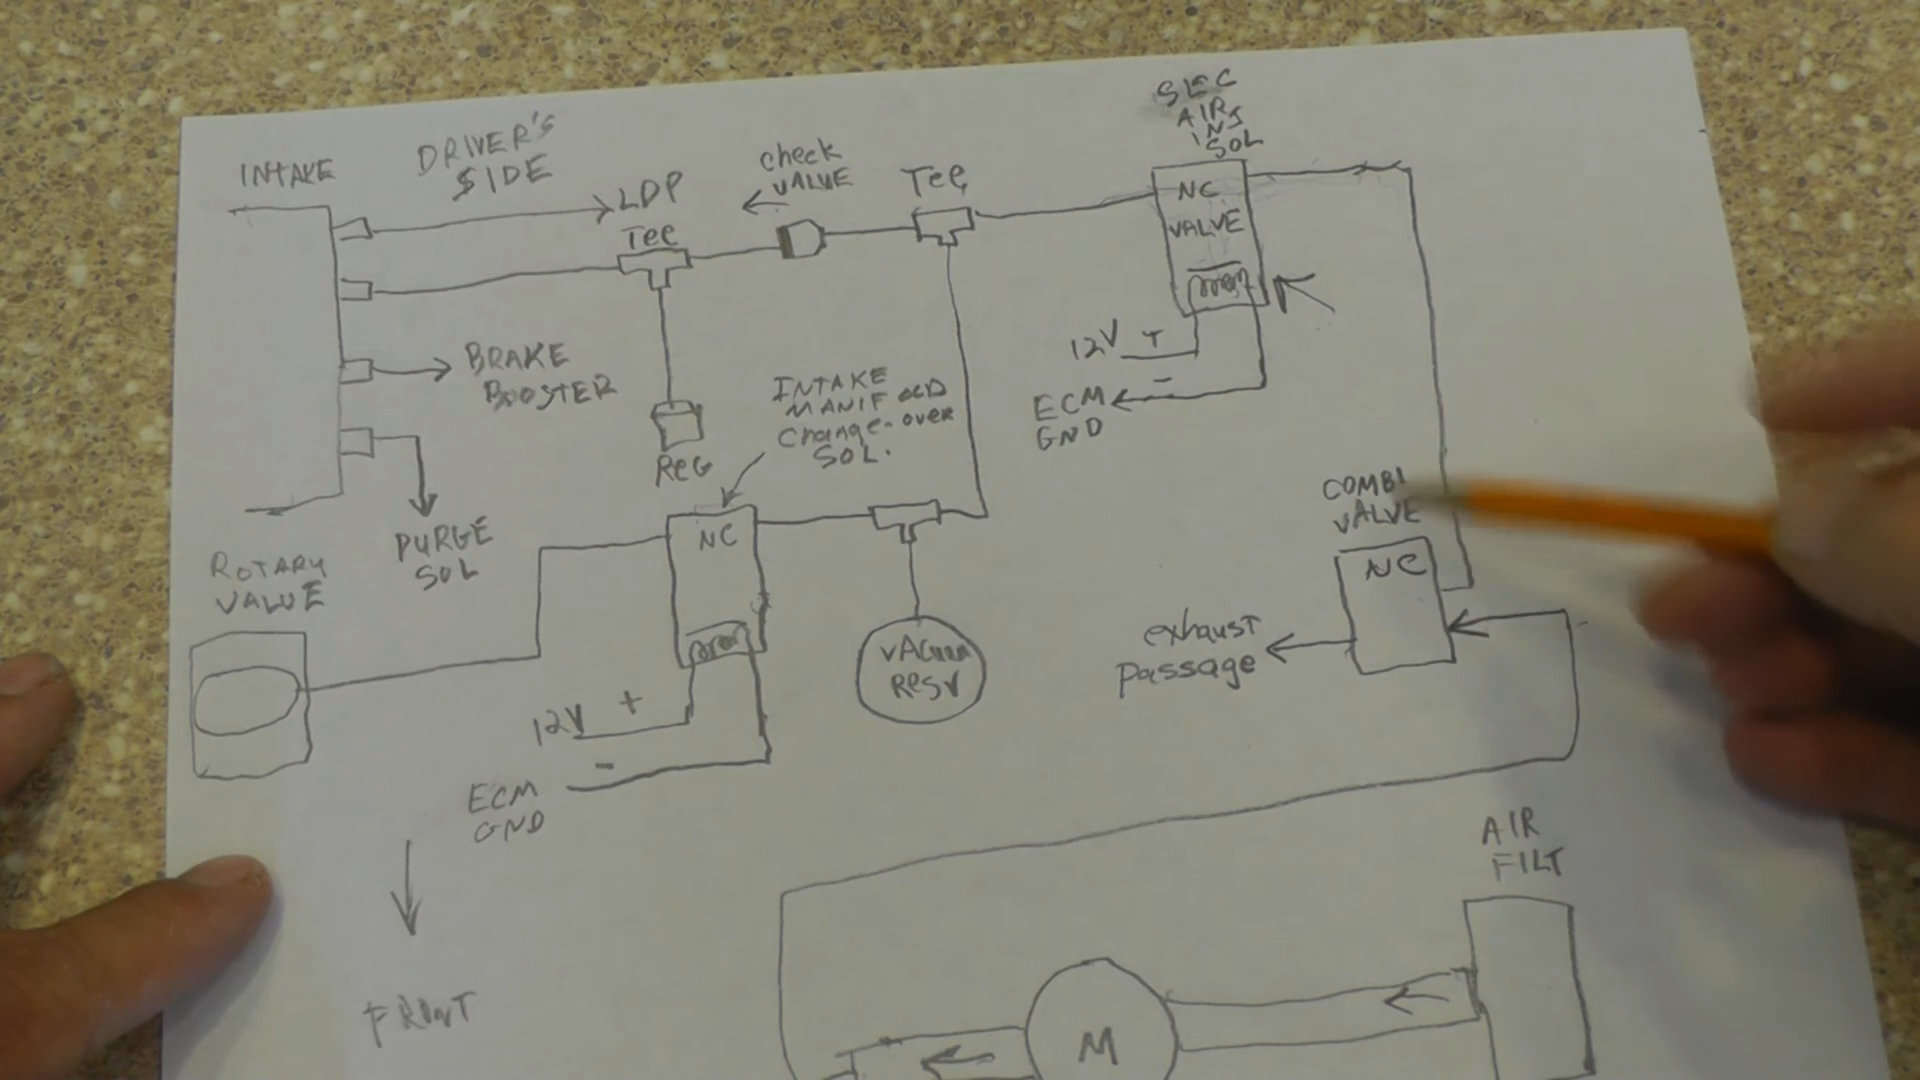 INTAKE
DRIVER'S
SIDE
LDP
Tee
check
VALVE
Tee
SEC
AIR
INJ
SOL
NC
VALVE
12V +
-
ECM
GND
BRAKE
BOOSTER
REG
PURGE
SOL
INTAKE
MANIFOLD
Change-over
SOL.
NC
12V +
-
ECM
GND
ROTARY
VALVE
VACUUM
RESV
COMBI
VALVE
NC
exhaust
passage
AIR
FILT
M
FRONT